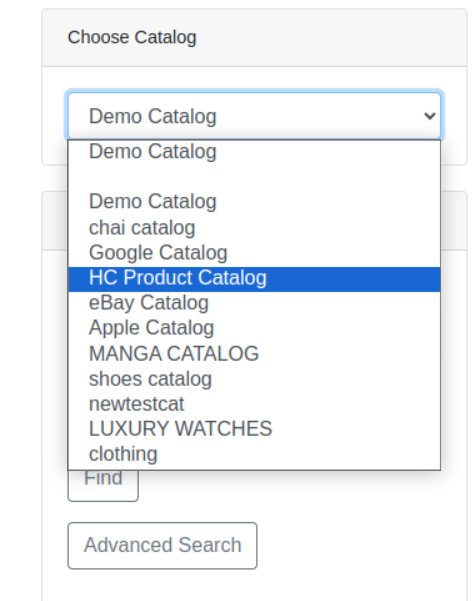 Choose Catalog
Demo Catalog
Demo Catalog
Demo Catalog
chai catalog
Google Catalog
HC Product Catalog
eBay Catalog
Apple Catalog
MANGA CATALOG
shoes catalog
newtestcat
LUXURY WATCHES
clothing
Find
Advanced Search